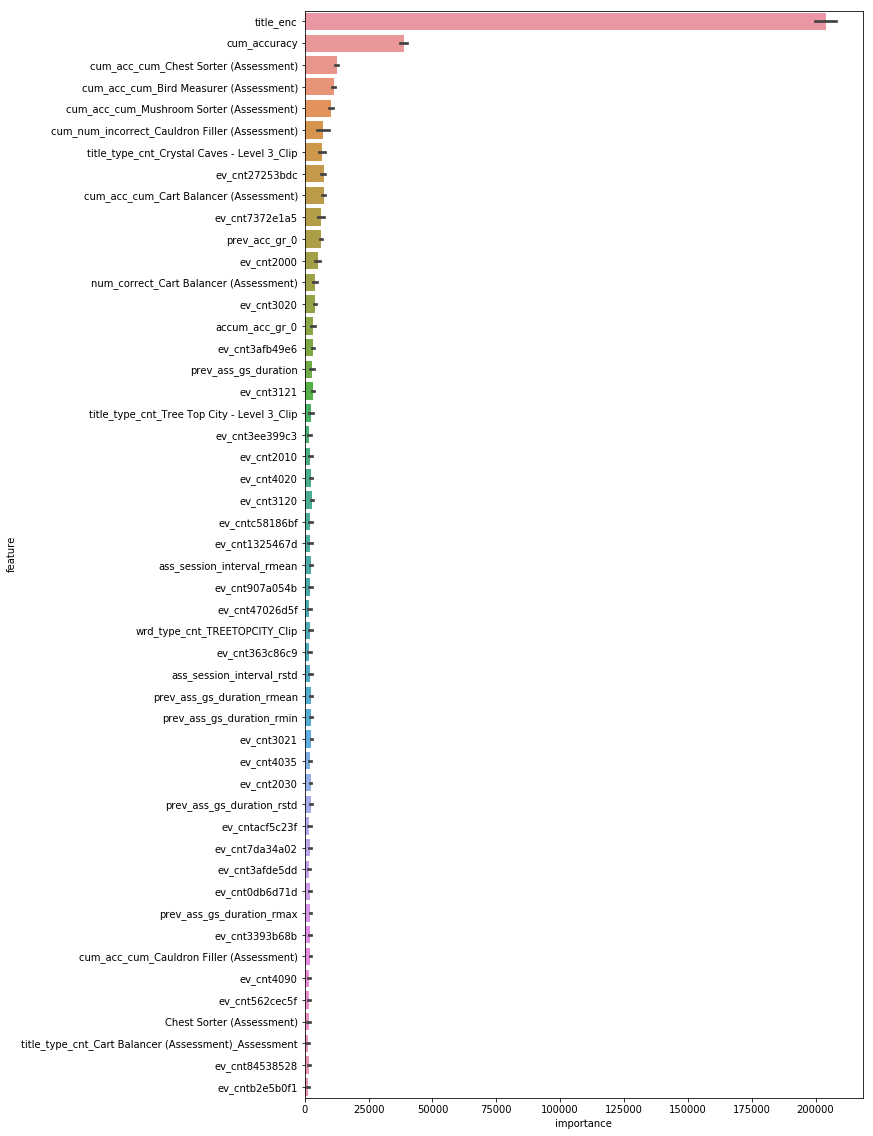 title_enc
cum_accuracy
cum_acc_cum_Chest Sorter (Assessment)
cum_acc_cum_Bird Measurer (Assessment)
cum_acc_cum_Mushroom Sorter (Assessment)
cum_num_incorrect_Cauldron Filler (Assessment)
title_type_cnt_Crystal Caves - Level 3_Clip
ev_cnt27253bdc
cum_acc_cum_Cart Balancer (Assessment)
ev_cnt7372e1a5
prev_acc_gr_0
ev_cnt2000
num_correct_Cart Balancer (Assessment)
ev_cnt3020
accum_acc_gr_0
ev_cnt3afb49e6
prev_ass_gs_duration
ev_cnt3121
title_type_cnt_Tree Top City - Level 3_Clip
ev_cnt3ee399c3
ev_cnt2010
ev_cnt4020
ev_cnt3120
ev_cntc58186bf
ev_cnt1325467d
ass_session_interval_rmean
ev_cnt907a054b
ev_cnt47026d5f
wrd_type_cnt_TREETOPCITY_Clip
ev_cnt363c86c9
ass_session_interval_rstd
prev_ass_gs_duration_rmean
prev_ass_gs_duration_rmin
ev_cnt3021
ev_cnt4035
ev_cnt2030
prev_ass_gs_duration_rstd
ev_cntacf5c23f
ev_cnt7da34a02
ev_cnt3afde5dd
ev_cnt0db6d71d
prev_ass_gs_duration_rmax
ev_cnt3393b68b
cum_acc_cum_Cauldron Filler (Assessment)
ev_cnt4090
ev_cnt562cec5f
Chest Sorter (Assessment)
title_type_cnt_Cart Balancer (Assessment)_Assessment
ev_cnt84538528
ev_cntb2e5b0f1
feature
0 25000 50000 75000 100000 125000 150000 175000 200000
importance